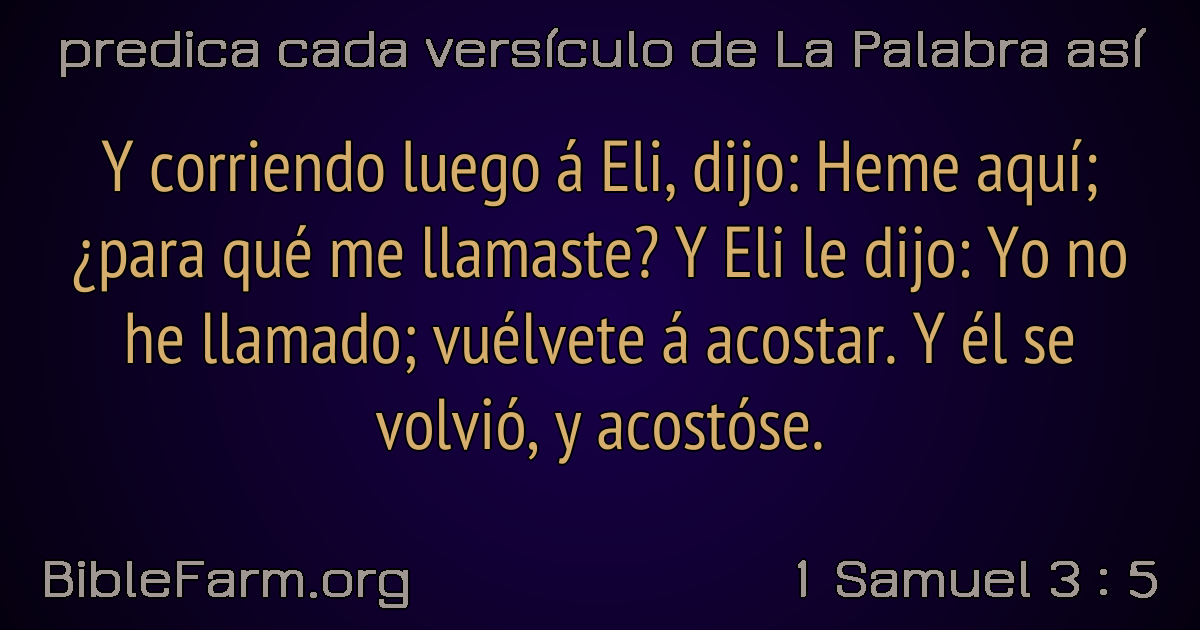 predica cada versículo de La Palabra así
Y corriendo luego á Eli, dijo: Heme aquí;
¿para qué me llamaste? Y Eli le dijo: Yo no
he llamado; vuélvete á acostar. Y él se
volvió, y acostóse.
BibleFarm.org
1 Samuel 3 : 5